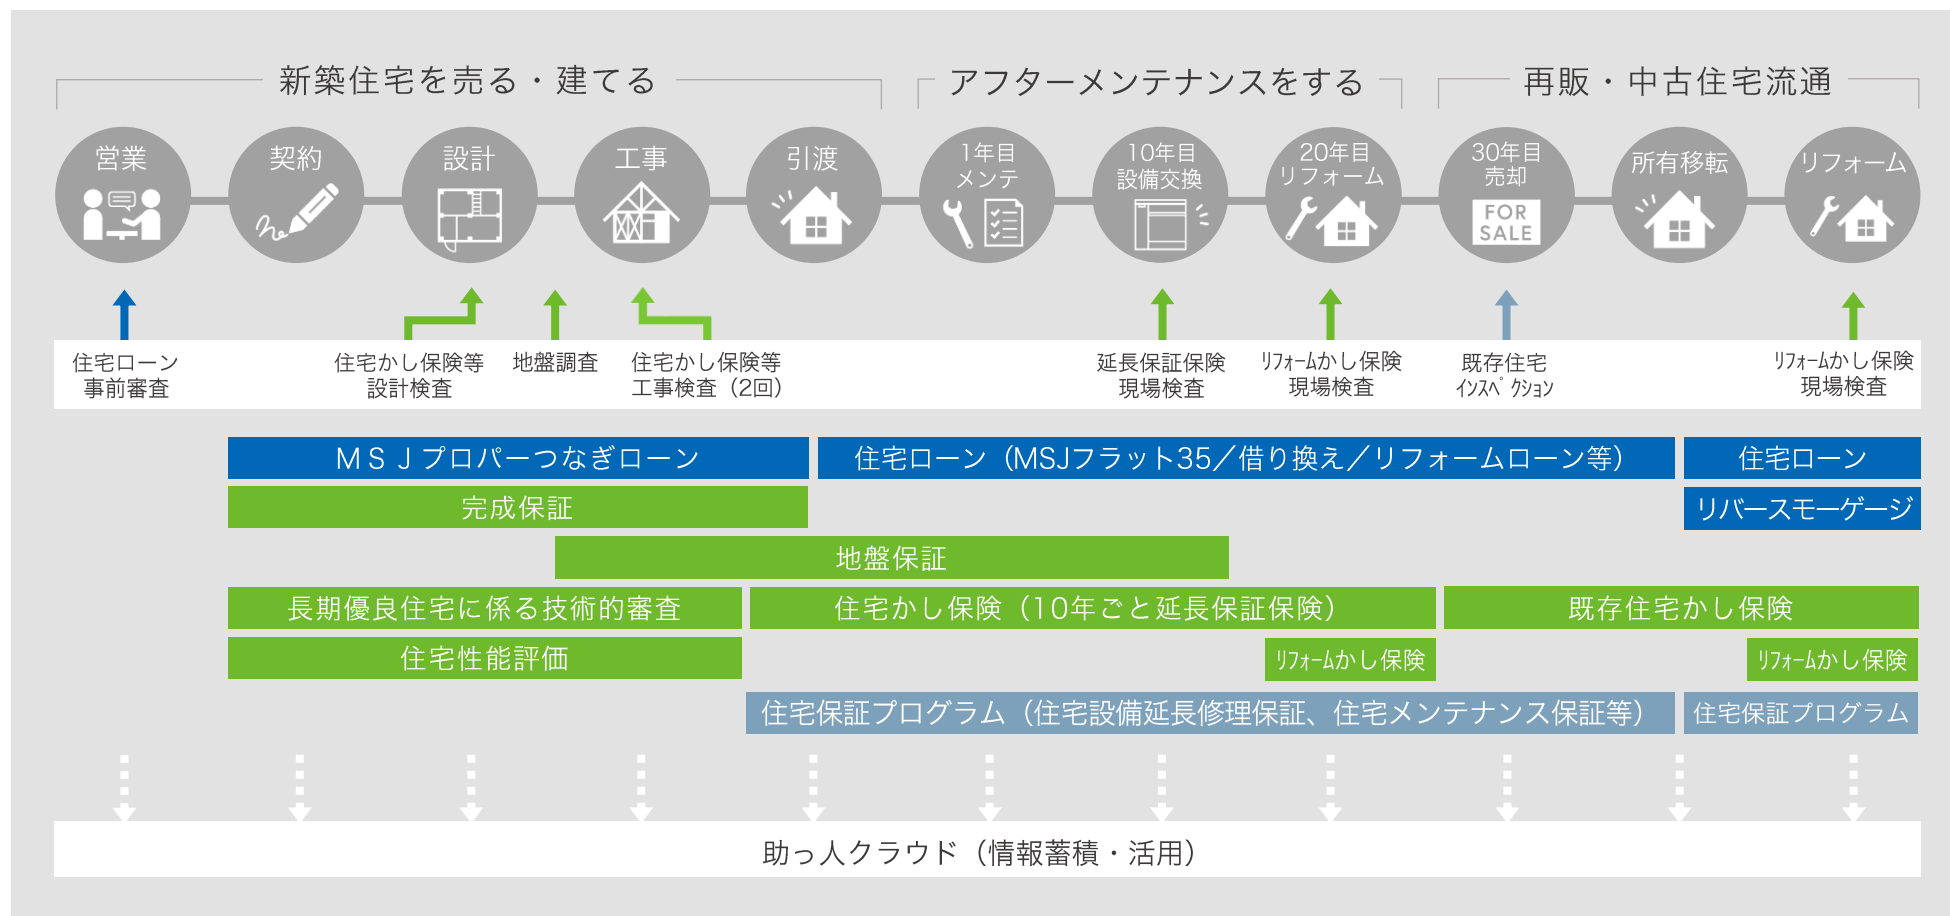 新築住宅を売る・建てる
アフターメンテナンスをする
再販・中古住宅流通
営業
契約
設計
工事
引渡
1年目
メンテ
10年目
設備交換
20年目
リフォーム
30年目
売却
FOR
SALE
所有移転
リフォーム
住宅ローン
事前審査
住宅かし保険等
設計検査
地盤調査
住宅かし保険等
工事検査（2回）
延長保証保険
現場検査
ﾘﾌｫｰﾑかし保険
現場検査
既存住宅
ｲﾝｽﾍﾟｸｼｮﾝ
ﾘﾌｫｰﾑかし保険
現場検査
ＭＳＪプロパーつなぎローン
住宅ローン（MSJフラット35／借り換え／リフォームローン等）
住宅ローン
完成保証
リバースモーゲージ
地盤保証
長期優良住宅に係る技術的審査
住宅かし保険（10年ごと延長保証保険）
既存住宅かし保険
住宅性能評価
ﾘﾌｫｰﾑかし保険
ﾘﾌｫｰﾑかし保険
住宅保証プログラム（住宅設備延長修理保証、住宅メンテナンス保証等）
住宅保証プログラム
助っ人クラウド（情報蓄積・活用）